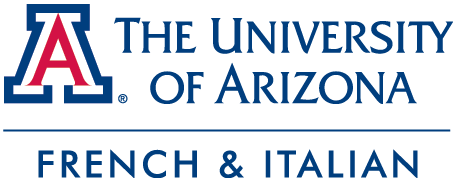 A® THE UNIVERSITY
OF ARIZONA
FRENCH & ITALIAN